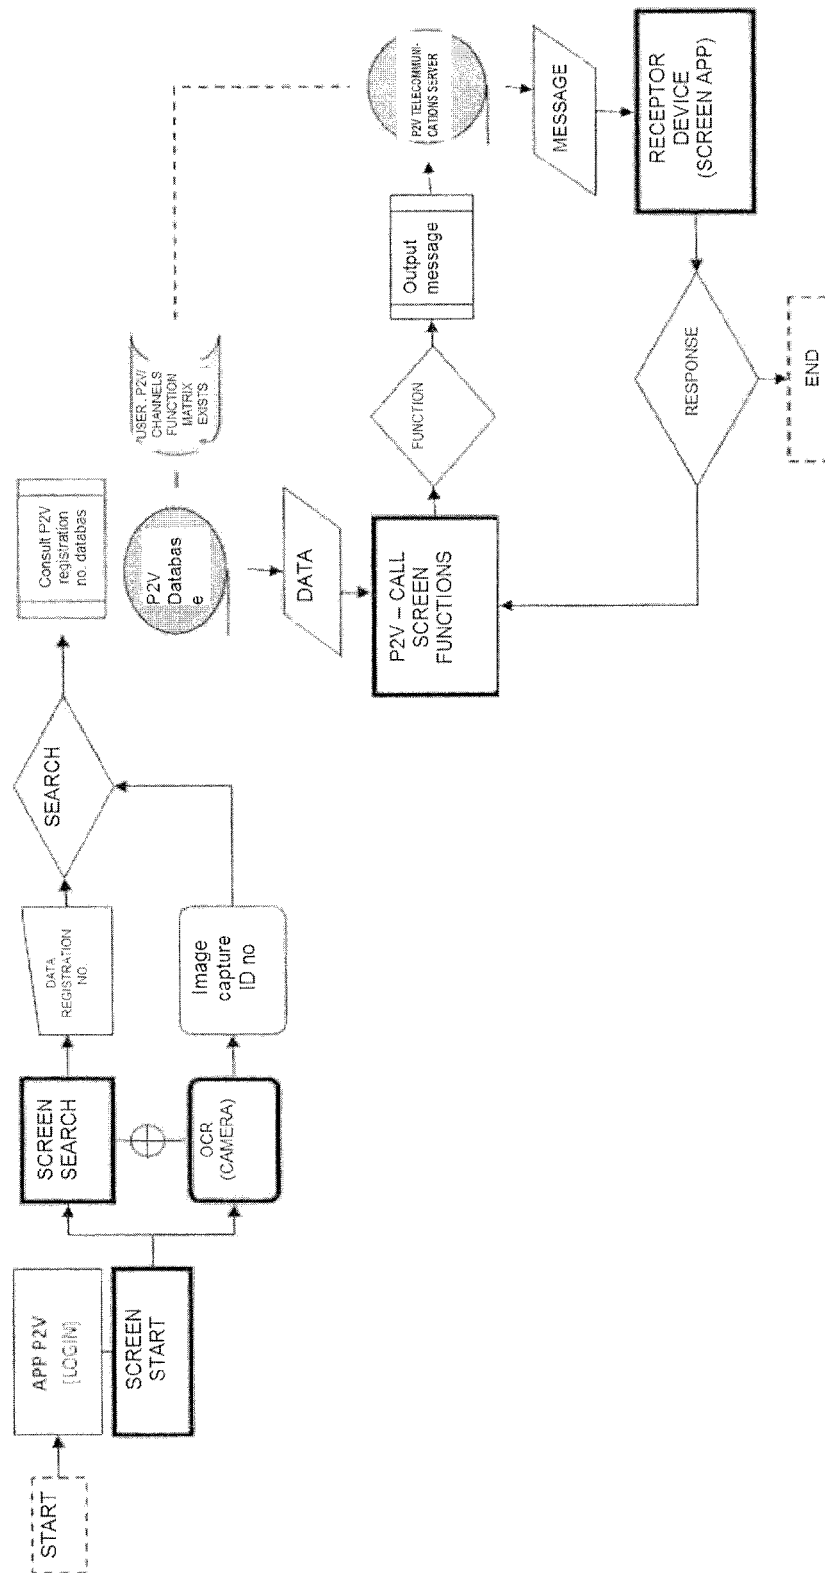 START
APP P2V
[LOGIN]
SCREEN
START
SCREEN
SEARCH
OCR
(CAMERA)
DATA
REGISTRATION
NO.
Image
capture
ID no
SEARCH
Consult P2V
registration
no. databas
P2V
Databas
e
USER. P2V/
CHANNELS
FUNCTION
MATRIX
EXISTS
DATA
P2V – CALL
SCREEN
FUNCTIONS
FUNCTION
Output
message
P2V TELECOMMUNI-
CATIONS SERVER
MESSAGE
RECEPTOR
DEVICE
(SCREEN APP)
RESPONSE
END